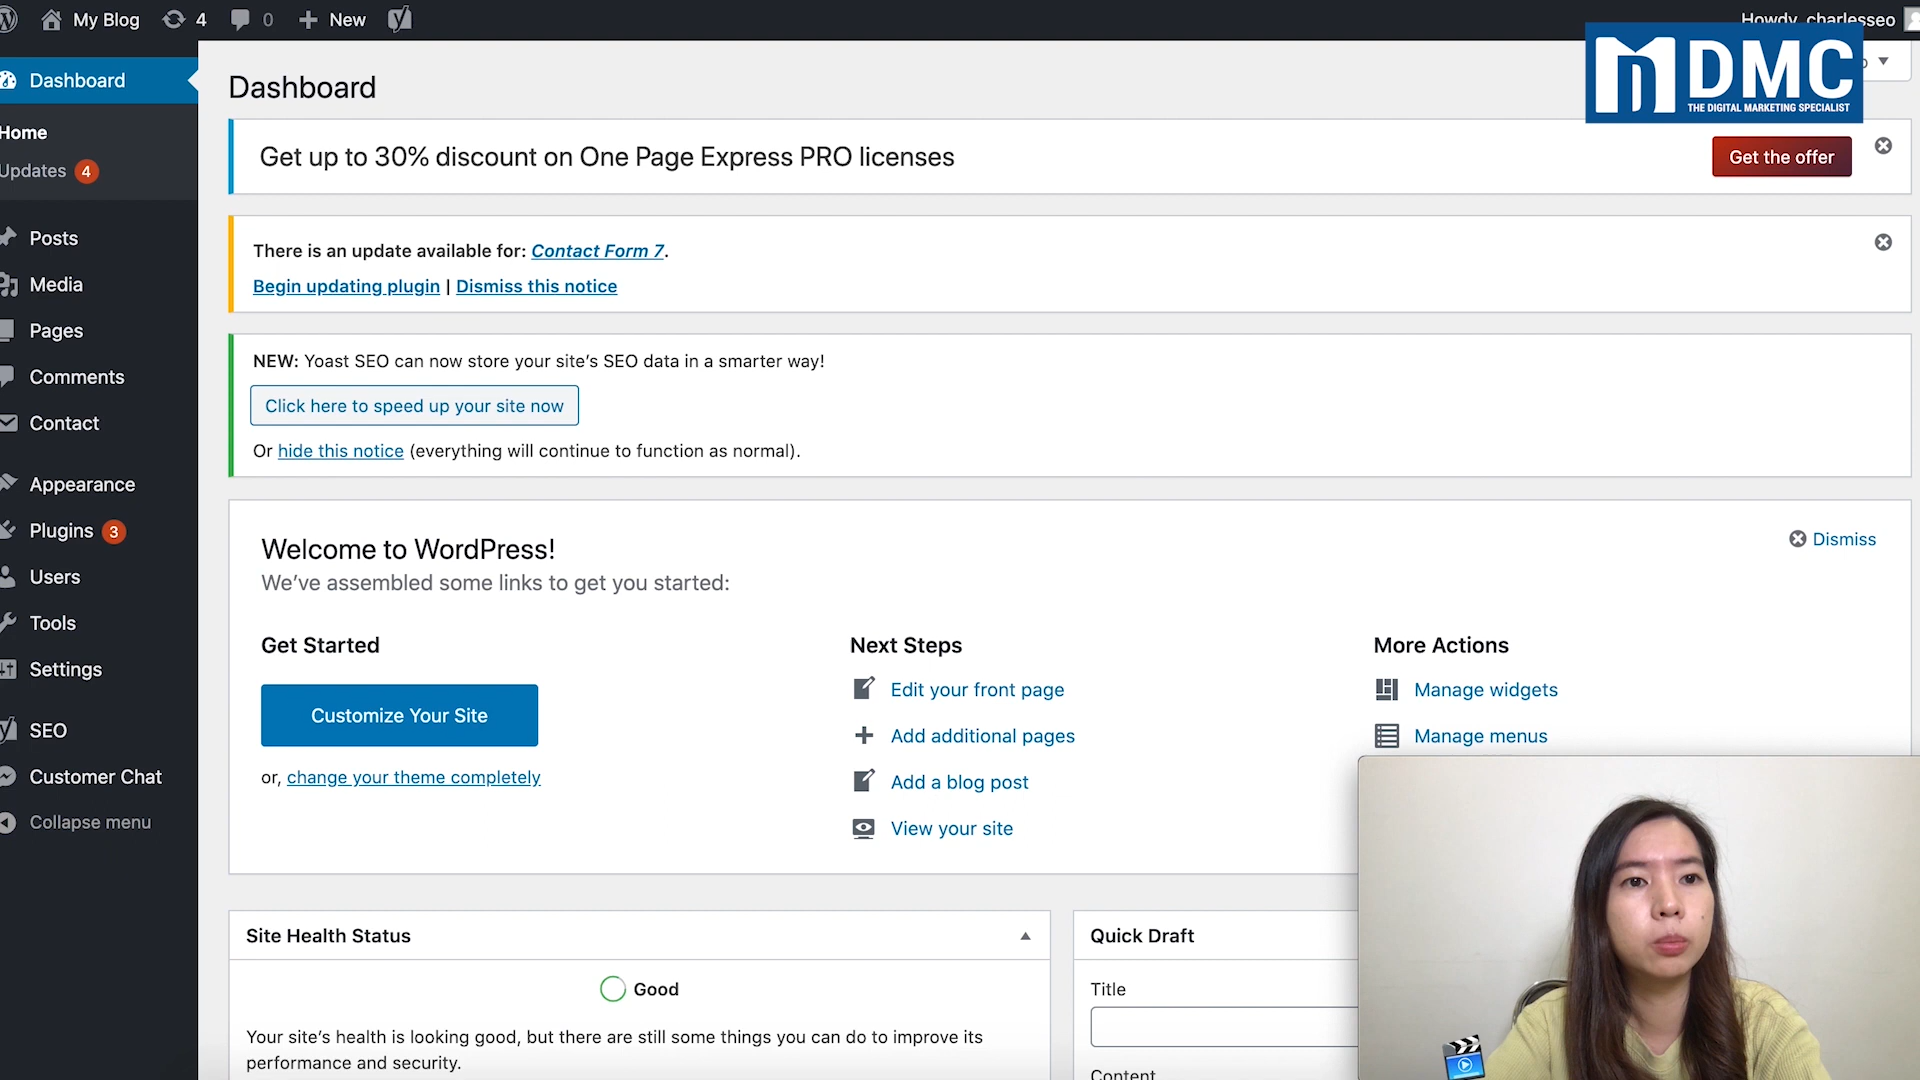 My Blog 4 0 New
Howdy, charlesseo
DMC
THE DIGITAL MARKETING SPECIALIST
Dashboard
Home
Updates 4
Posts
Media
Pages
Comments
Contact
Appearance
Plugins 3
Users
Tools
Settings
SEO
Customer Chat
Collapse menu
Dashboard
Get up to 30% discount on One Page Express PRO licenses
Get the offer
There is an update available for: Contact Form 7.
Begin updating plugin | Dismiss this notice
NEW: Yoast SEO can now store your site’s SEO data in a smarter way!
Click here to speed up your site now
Or hide this notice (everything will continue to function as normal).
Welcome to WordPress!
Dismiss
We’ve assembled some links to get you started:
Get Started
Customize Your Site
or, change your theme completely
Next Steps
Edit your front page
Add additional pages
Add a blog post
View your site
More Actions
Manage widgets
Manage menus
Site Health Status
Good
Your site’s health is looking good, but there are still some things you can do to improve its
performance and security.
Quick Draft
Title
Content